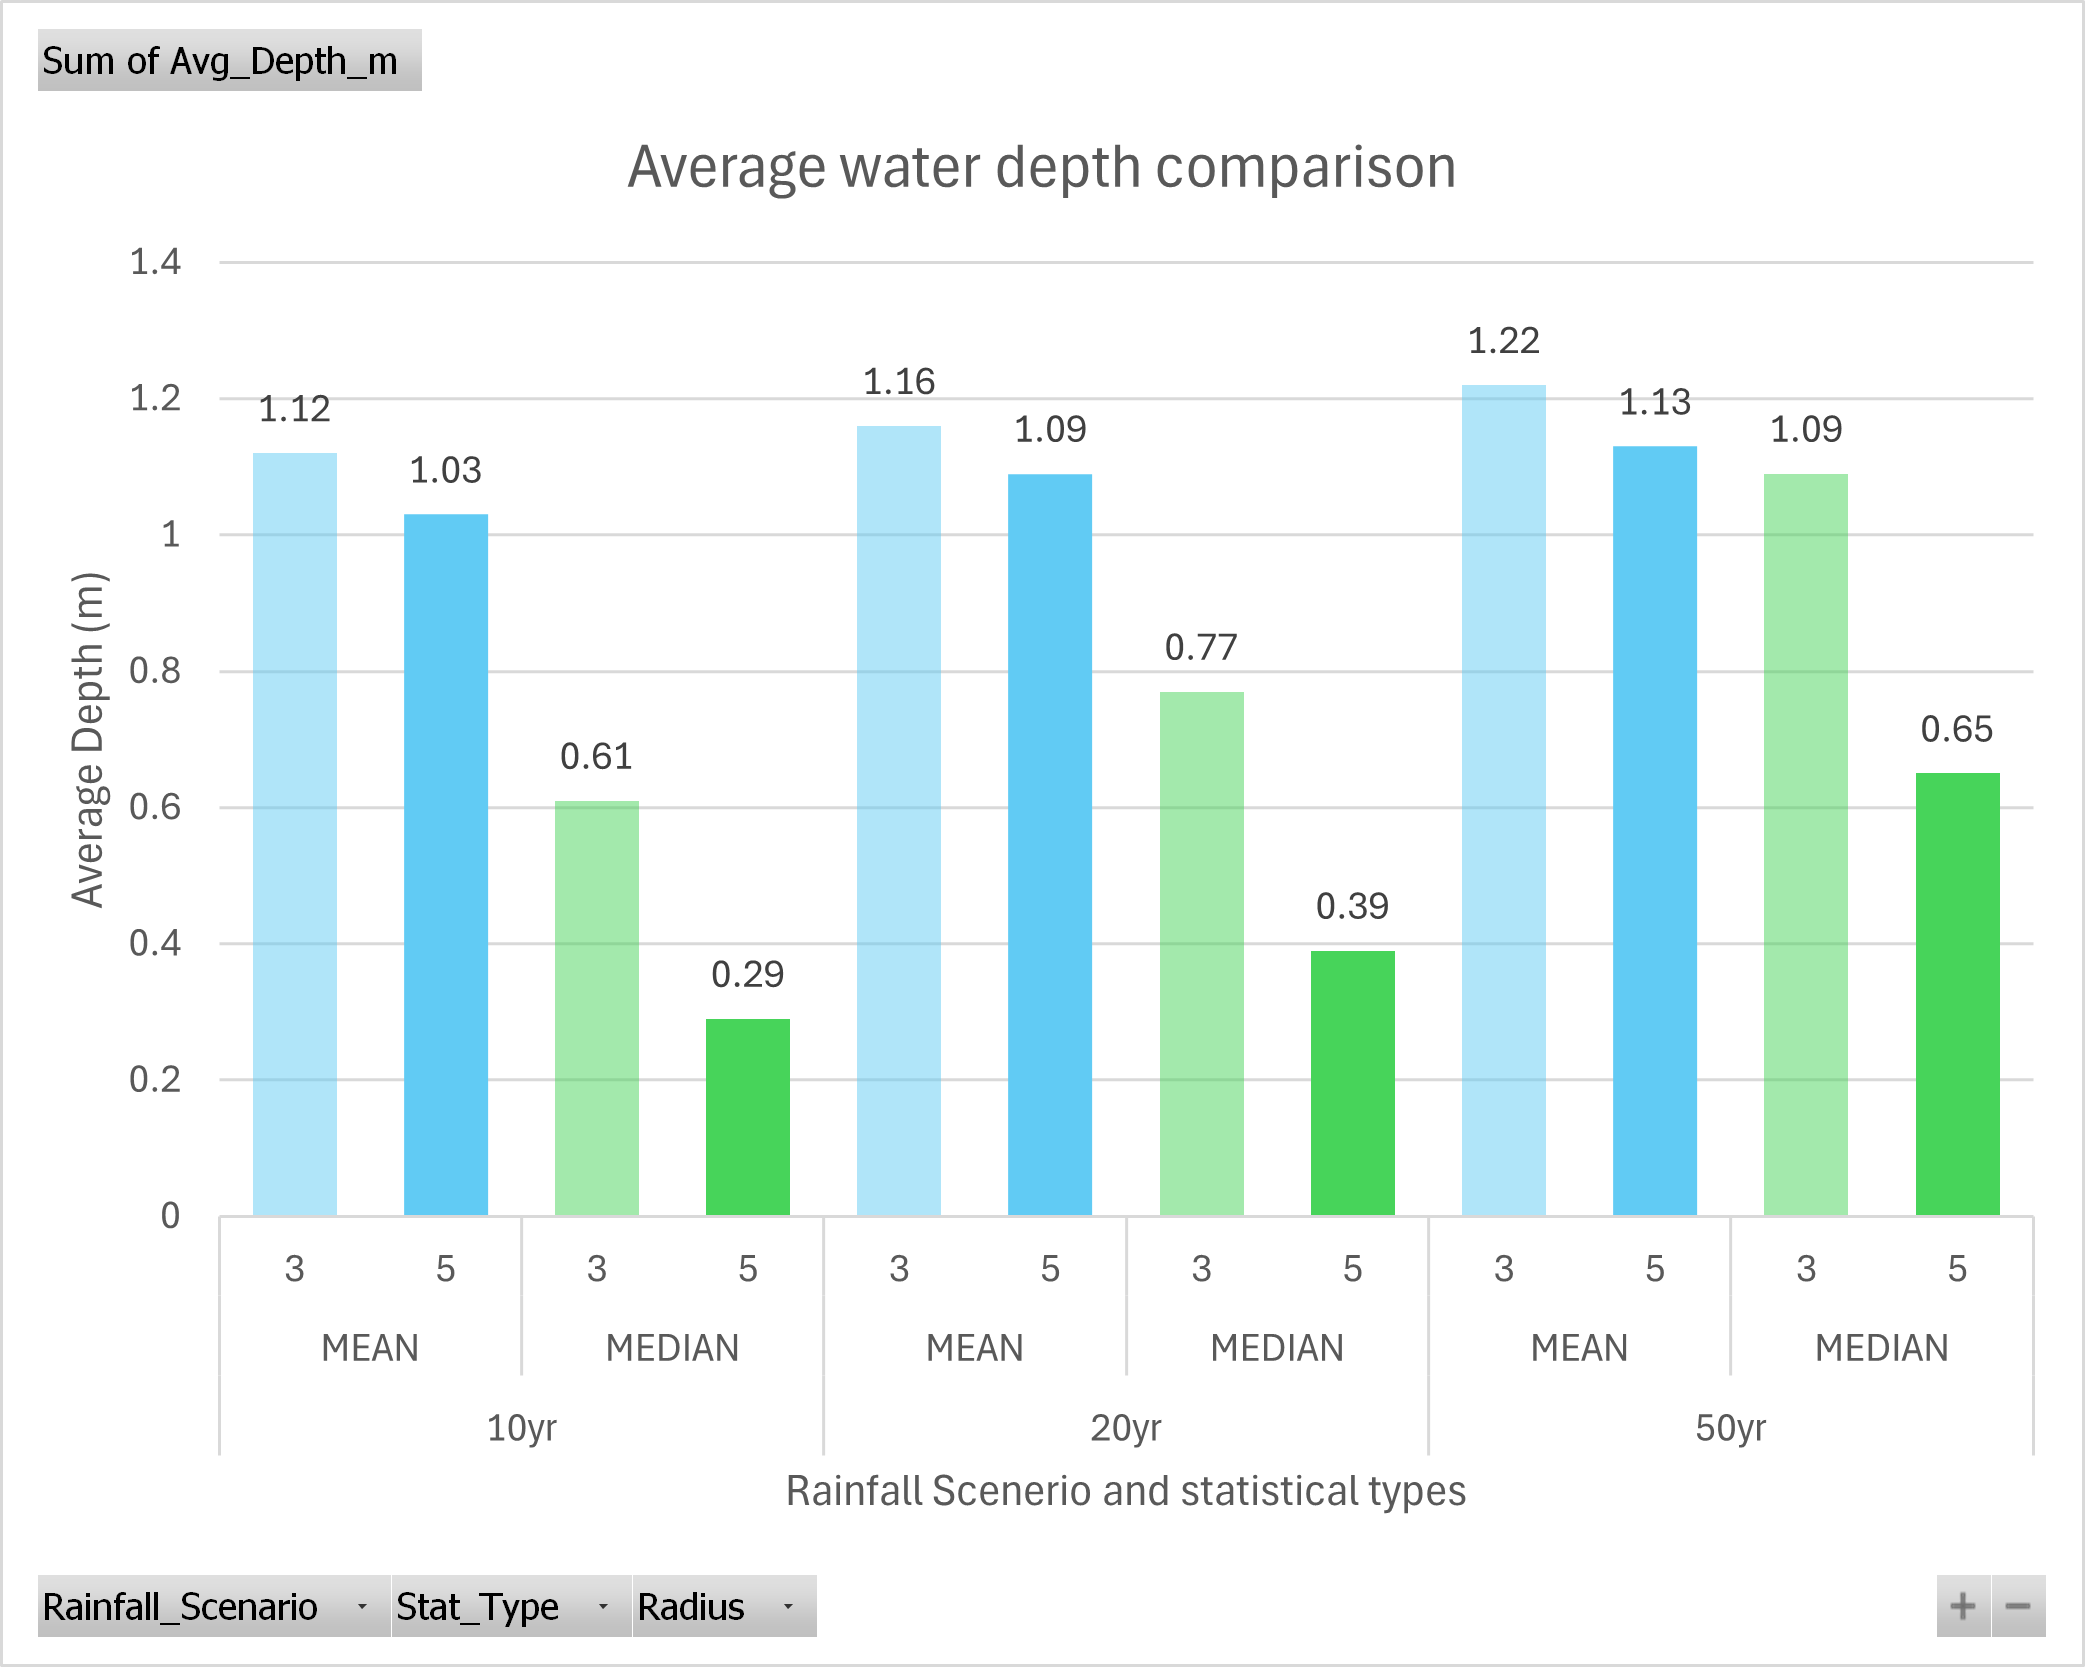 Sum of Avg_Depth_m
Average water depth comparison
1.4
1.2
1
0.8
0.6
0.4
0.2
0
Average Depth (m)
1.12
1.03
0.61
0.29
1.16
1.09
0.77
0.39
1.22
1.13
1.09
0.65
3 5 3 5 3 5 3 5 3 5 3 5
MEAN MEDIAN MEAN MEDIAN MEAN MEDIAN
10yr 20yr 50yr
Rainfall Scenerio and statistical types
Rainfall_Scenario Stat_Type Radius + −